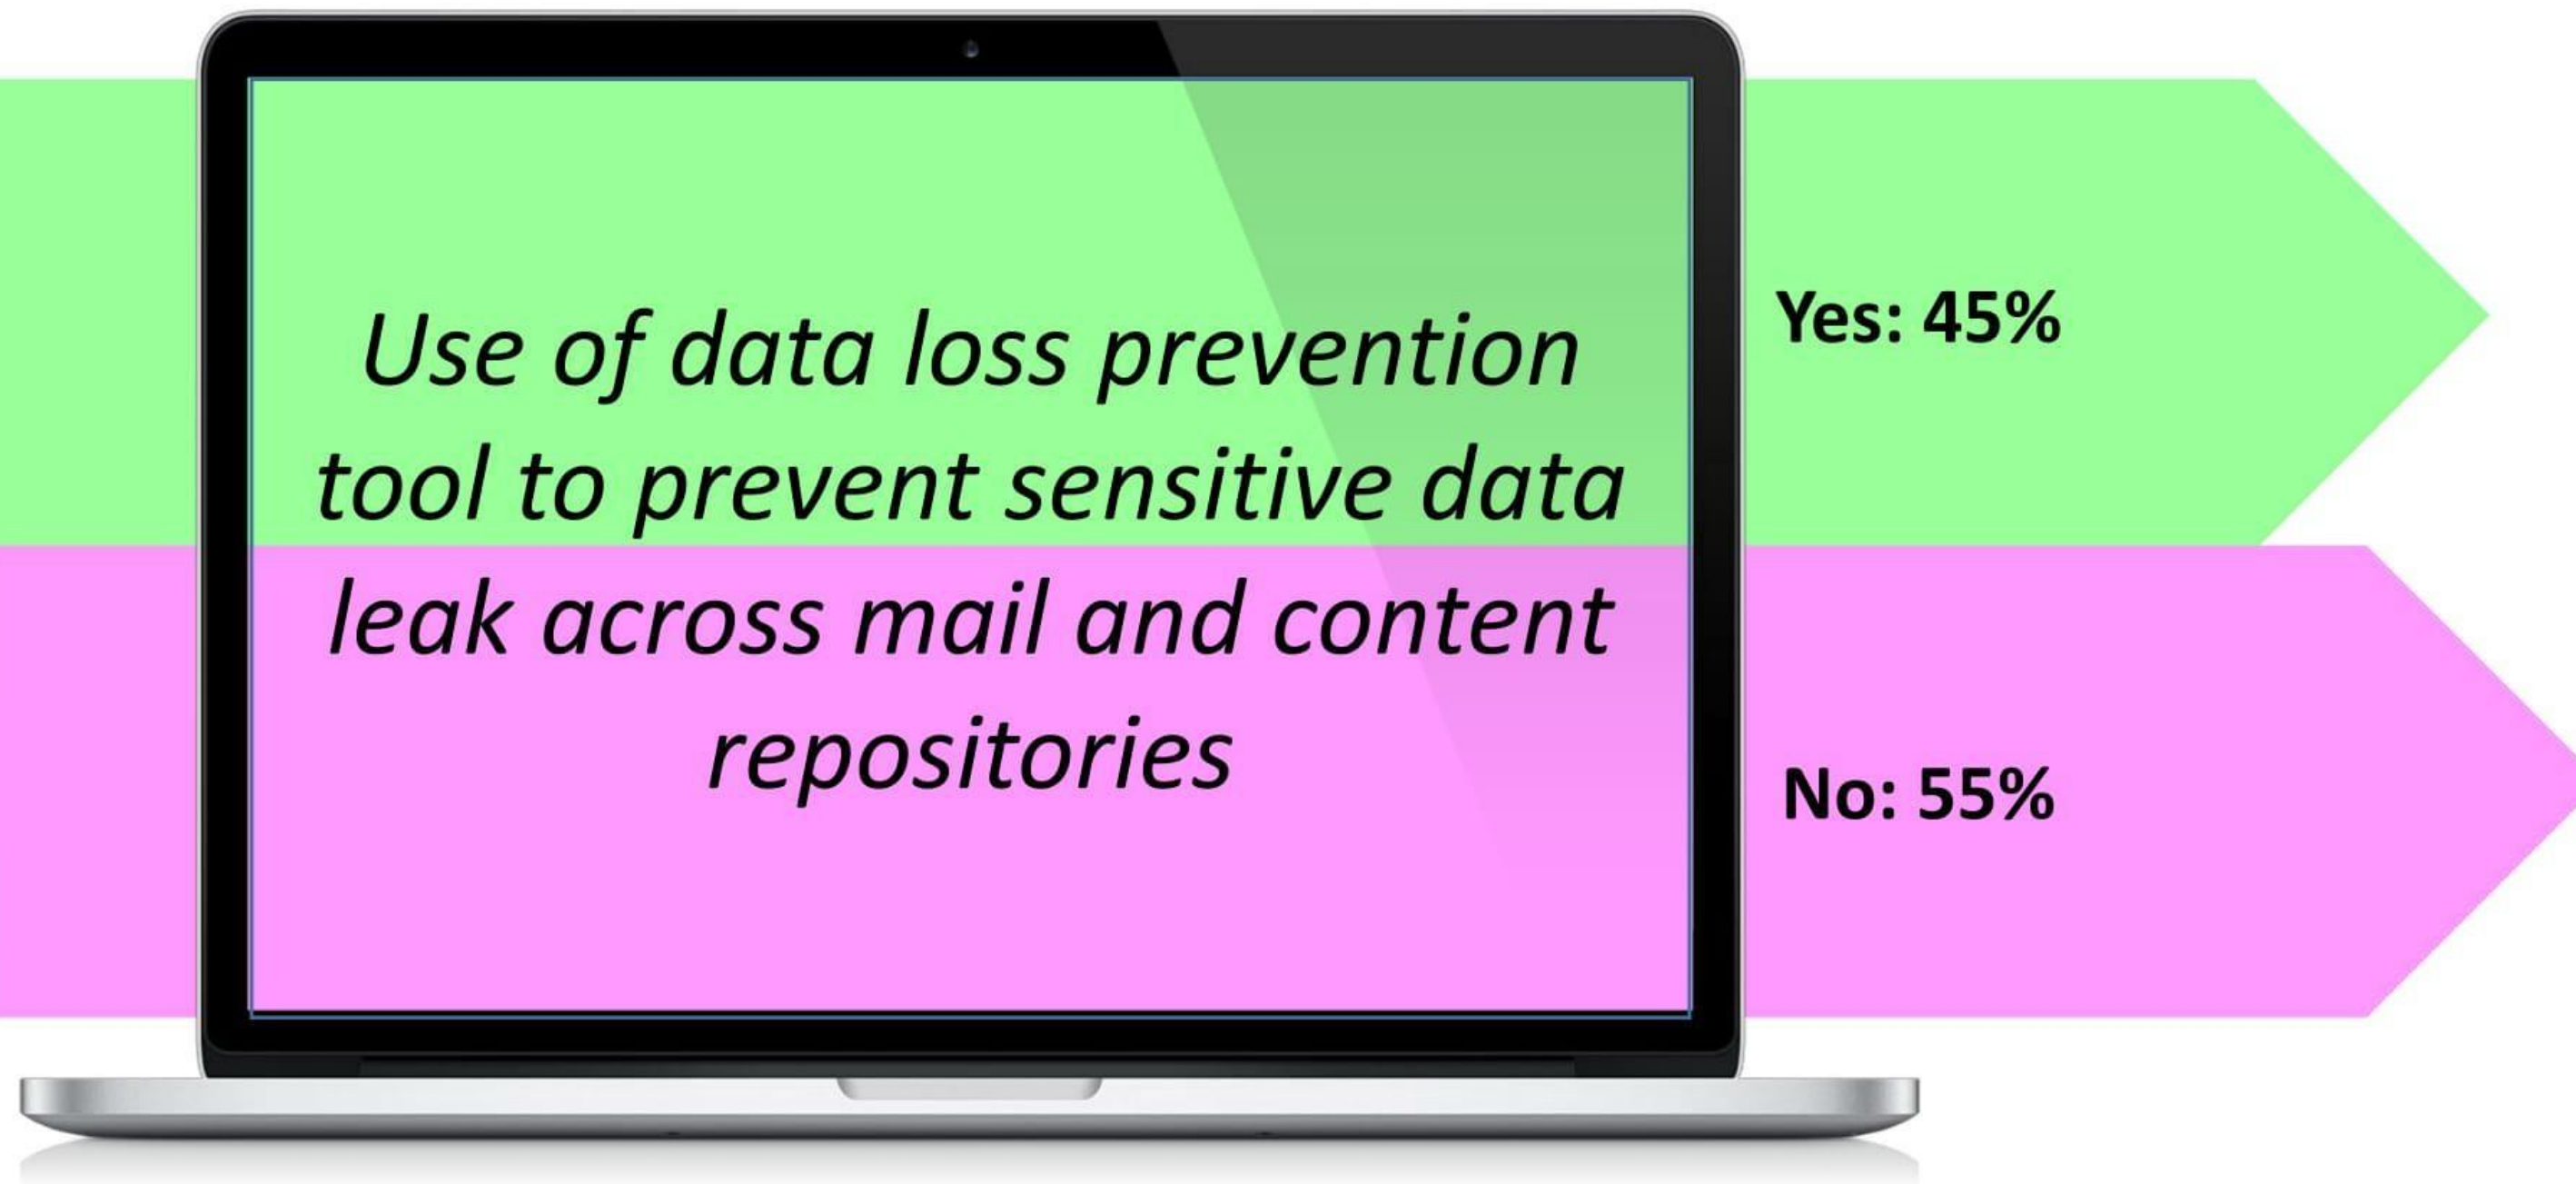 Use of data loss prevention
tool to prevent sensitive data
leak across mail and content
repositories
Yes: 45%
No: 55%